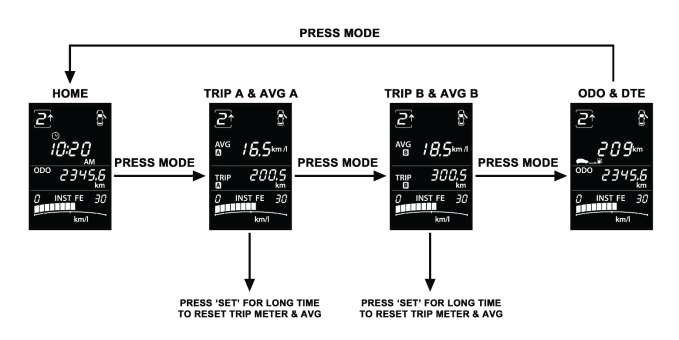 PRESS MODE
HOME
TRIP A & AVG A
TRIP B & AVG B
ODO & DTE
2
10:20
AM
ODO 2345.6
km
0 INST FE 30
km/l
PRESS MODE
2
AVG
A
16.5 km/l
TRIP
A
200.5
km
0 INST FE 30
km/l
PRESS MODE
2
AVG
B
18.5 km/l
TRIP
B
300.5
km
0 INST FE 30
km/l
PRESS MODE
2
209 km
ODO 2345.6
km
0 INST FE 30
km/l
PRESS ‘SET’ FOR LONG TIME
TO RESET TRIP METER & AVG
PRESS ‘SET’ FOR LONG TIME
TO RESET TRIP METER & AVG